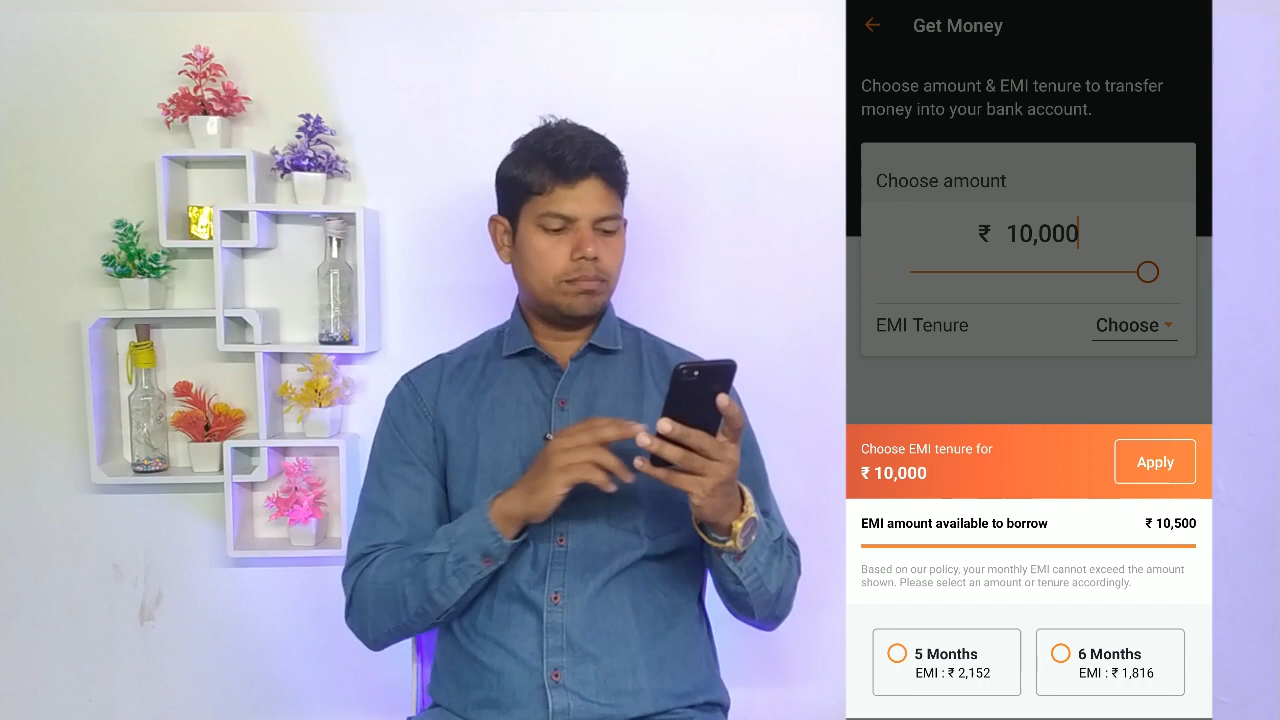 Get Money
Choose amount & EMI tenure to transfer
money into your bank account.
Choose amount
₹ 10,000
EMI Tenure
Choose
Choose EMI tenure for
₹ 10,000
Apply
EMI amount available to borrow
₹ 10,500
Based on our policy, your monthly EMI cannot exceed the amount
shown. Please select an amount or tenure accordingly.
5 Months
EMI : ₹ 2,152
6 Months
EMI : ₹ 1,816